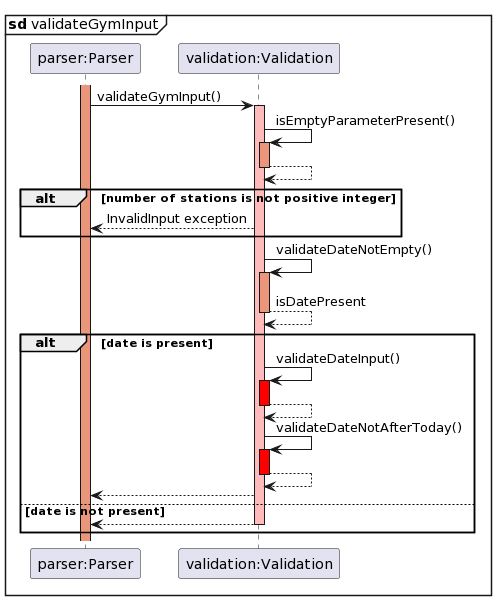 sd validateGymInput
parser:Parser validation:Validation
validateGymInput()
isEmptyParameterPresent()
alt [number of stations is not positive integer]
InvalidInput exception
validateDateNotEmpty()
isDatePresent
alt [date is present]
validateDateInput()
validateDateNotAfterToday()
[date is not present]
parser:Parser validation:Validation